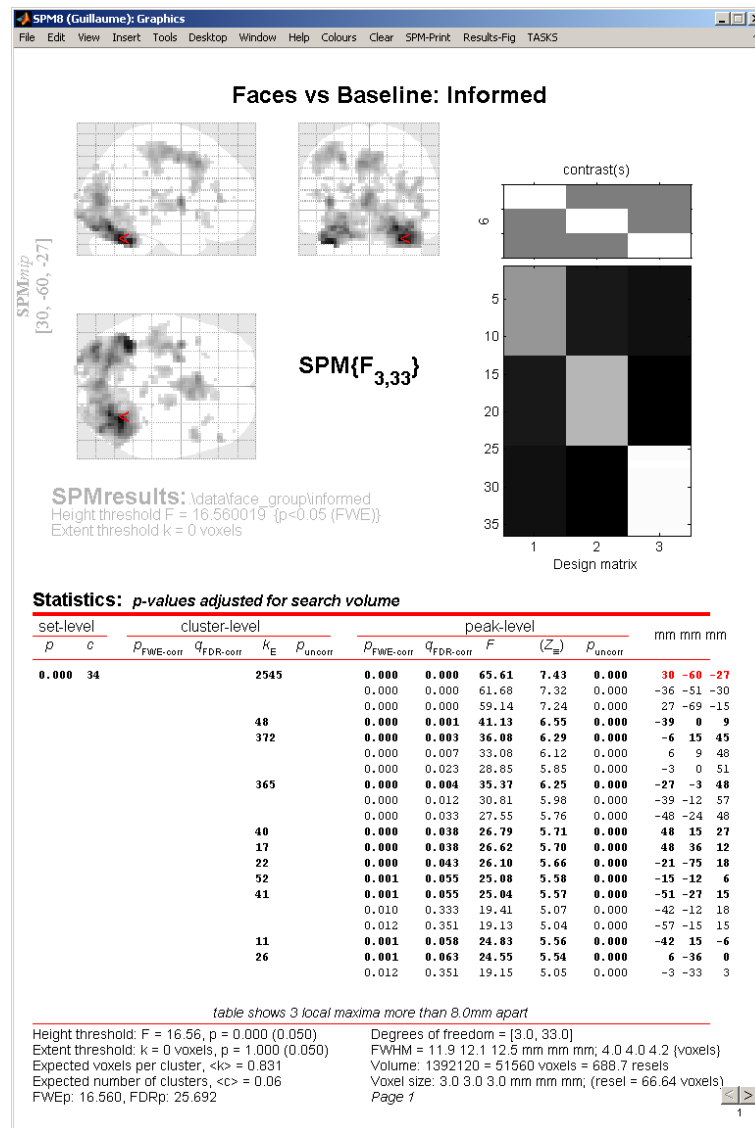 SPM8 (Guillaume): Graphics
File Edit View Insert Tools Desktop Window Help Colours Clear SPM-Print Results-Fig TASKS
Faces vs Baseline: Informed
SPMmip
[30, -60, -27]
<
<
<
SPM{F3,33}
contrast(s)
6
5
10
15
20
25
30
35
1 2 3
Design matrix
SPMresults: .\data\face_group\informed
Height threshold F = 16.560019 {p<0.05 (FWE)}
Extent threshold k = 0 voxels
Statistics: p-values adjusted for search volume
set-level cluster-level peak-level mm mm mm
p c pFWE-corr qFDR-corr kE puncorr pFWE-corr qFDR-corr F (Z≡) puncorr
0.000 34 2545 0.000 0.000 65.61 7.43 0.000 30 -60 -27
0.000 0.000 61.68 7.32 0.000 -36 -51 -30
0.000 0.000 59.14 7.24 0.000 27 -69 -15
48 0.000 0.001 41.13 6.55 0.000 -39 0 9
372 0.000 0.003 36.08 6.29 0.000 -6 15 45
0.000 0.007 33.08 6.12 0.000 6 9 48
0.000 0.023 28.85 5.85 0.000 -3 0 51
365 0.000 0.004 35.37 6.25 0.000 -27 -3 48
0.000 0.012 30.81 5.98 0.000 -39 -12 57
0.000 0.033 27.55 5.76 0.000 -48 -24 48
40 0.000 0.038 26.79 5.71 0.000 48 15 27
17 0.000 0.038 26.62 5.70 0.000 48 36 12
22 0.000 0.043 26.10 5.66 0.000 -21 -75 18
52 0.001 0.055 25.08 5.58 0.000 -15 -12 6
41 0.001 0.055 25.04 5.57 0.000 -51 -27 15
0.010 0.333 19.41 5.07 0.000 -42 -12 18
0.012 0.351 19.13 5.04 0.000 -57 -15 15
11 0.001 0.058 24.83 5.56 0.000 -42 15 -6
26 0.001 0.063 24.55 5.54 0.000 6 -36 0
0.012 0.351 19.15 5.05 0.000 -3 -33 3
table shows 3 local maxima more than 8.0mm apart
Height threshold: F = 16.56, p = 0.000 (0.050) Degrees of freedom = [3.0, 33.0]
Extent threshold: k = 0 voxels, p = 1.000 (0.050) FWHM = 11.9 12.1 12.5 mm mm mm; 4.0 4.0 4.2 {voxels}
Expected voxels per cluster, <k> = 0.831 Volume: 1392120 = 51560 voxels = 688.7 resels
Expected number of clusters, <c> = 0.06 Voxel size: 3.0 3.0 3.0 mm mm mm; (resel = 66.64 voxels)
FWEp: 16.560, FDRp: 25.692 Page 1
< >
1